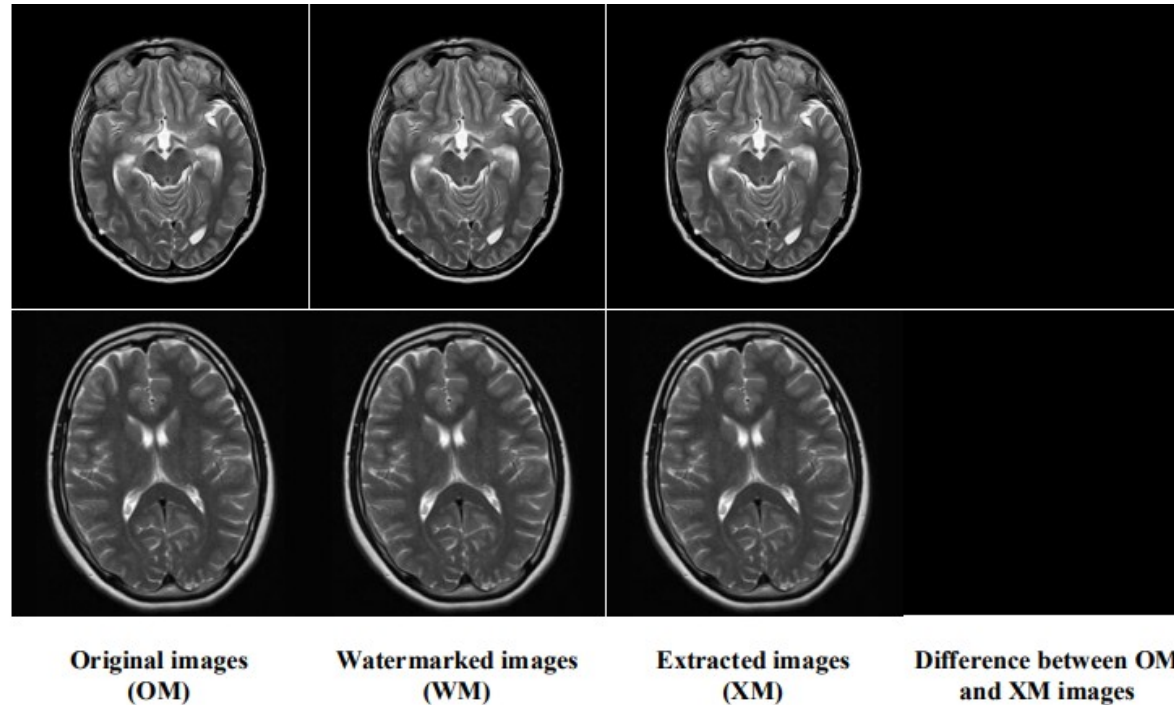 Original images
(OM)
Watermarked images
(WM)
Extracted images
(XM)
Difference between OM
and XM images